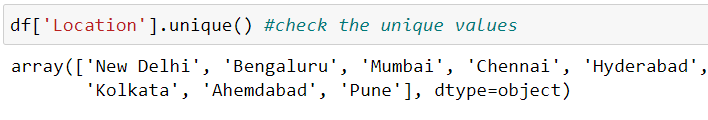 df['Location'].unique() #check the unique values
array(['New Delhi', 'Bengaluru', 'Mumbai', 'Chennai', 'Hyderabad',
'Kolkata', 'Ahemdabad', 'Pune'], dtype=object)